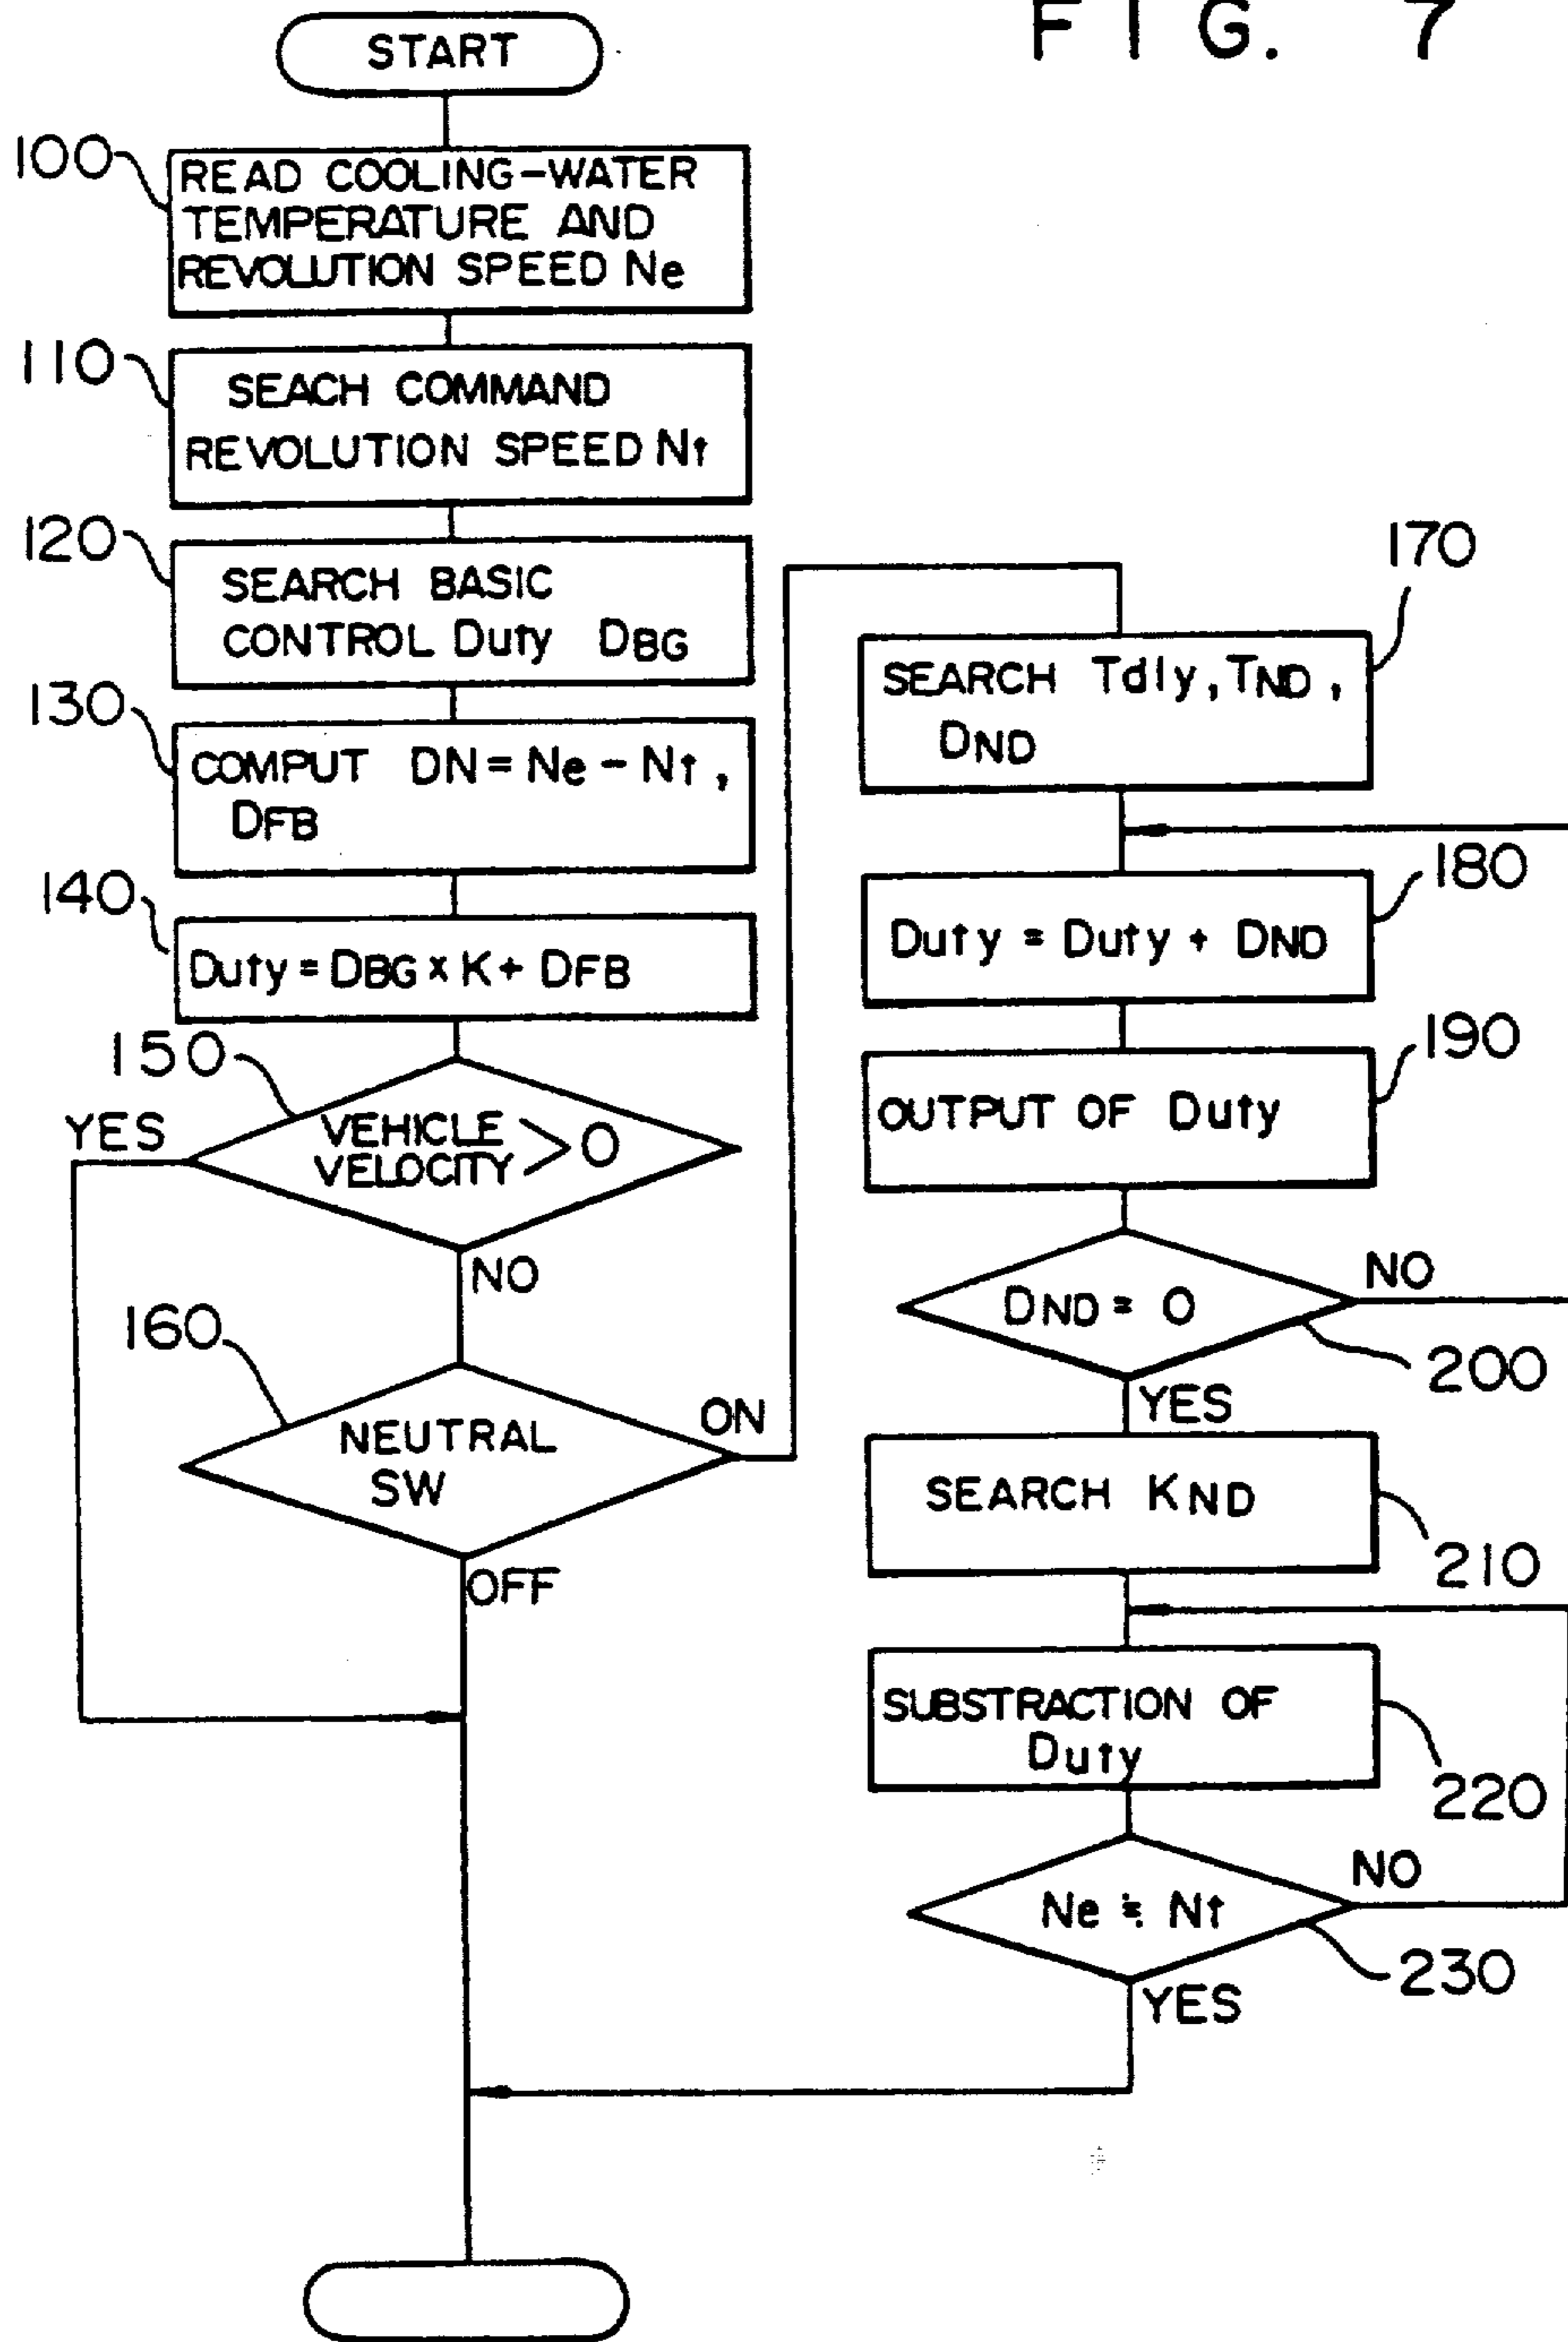 FIG. 7
START
100
READ COOLING-WATER
TEMPERATURE AND
REVOLUTION SPEED Ne
110
SEACH COMMAND
REVOLUTION SPEED Nt
120
SEARCH BASIC
CONTROL Duty DBG
130
COMPUT DN = Ne - Nt,
DFB
140
Duty = DBG x K + DFB
150
VEHICLE
VELOCITY > 0
YES
NO
160
NEUTRAL
SW
ON
OFF
170
SEARCH Tdly, TND,
DND
180
Duty = Duty + DND
190
OUTPUT OF Duty
DND = 0
NO
200
YES
SEARCH KND
210
SUBSTRACTION OF
Duty
220
Ne ≒ Nt
NO
230
YES